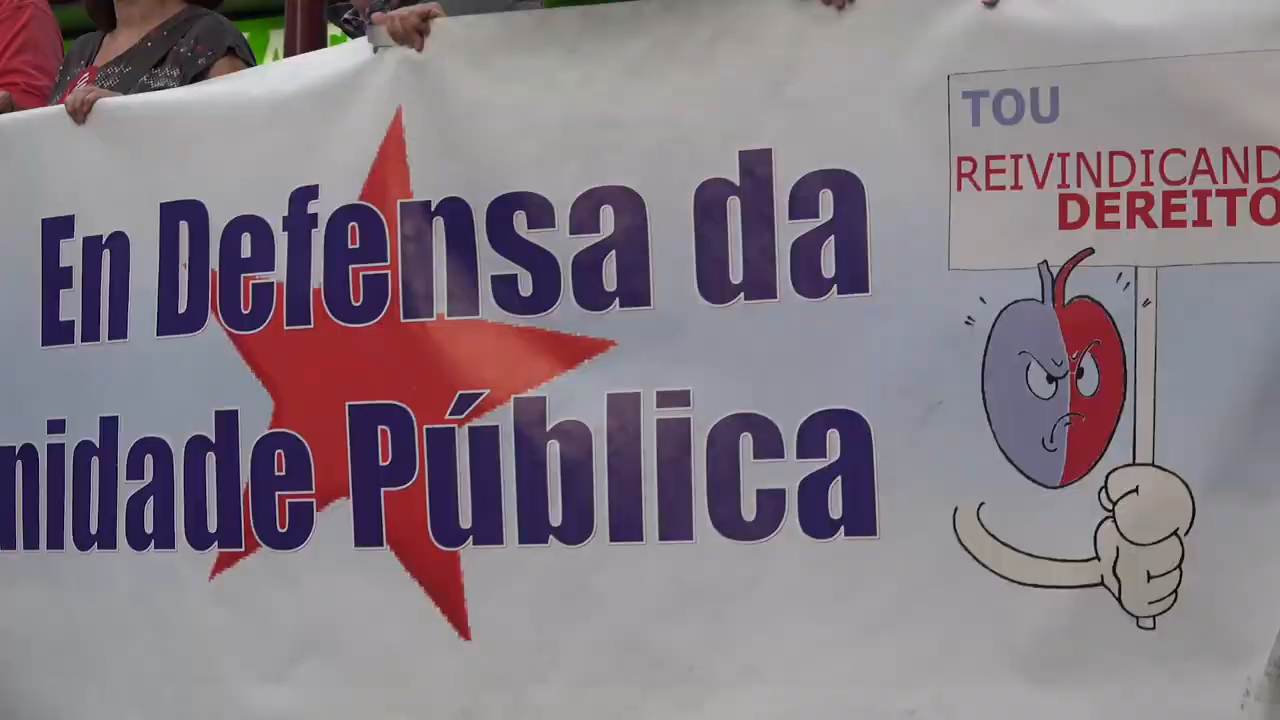 En Defensa da
nidade Pública
TOU
REIVINDICAND
DEREITO